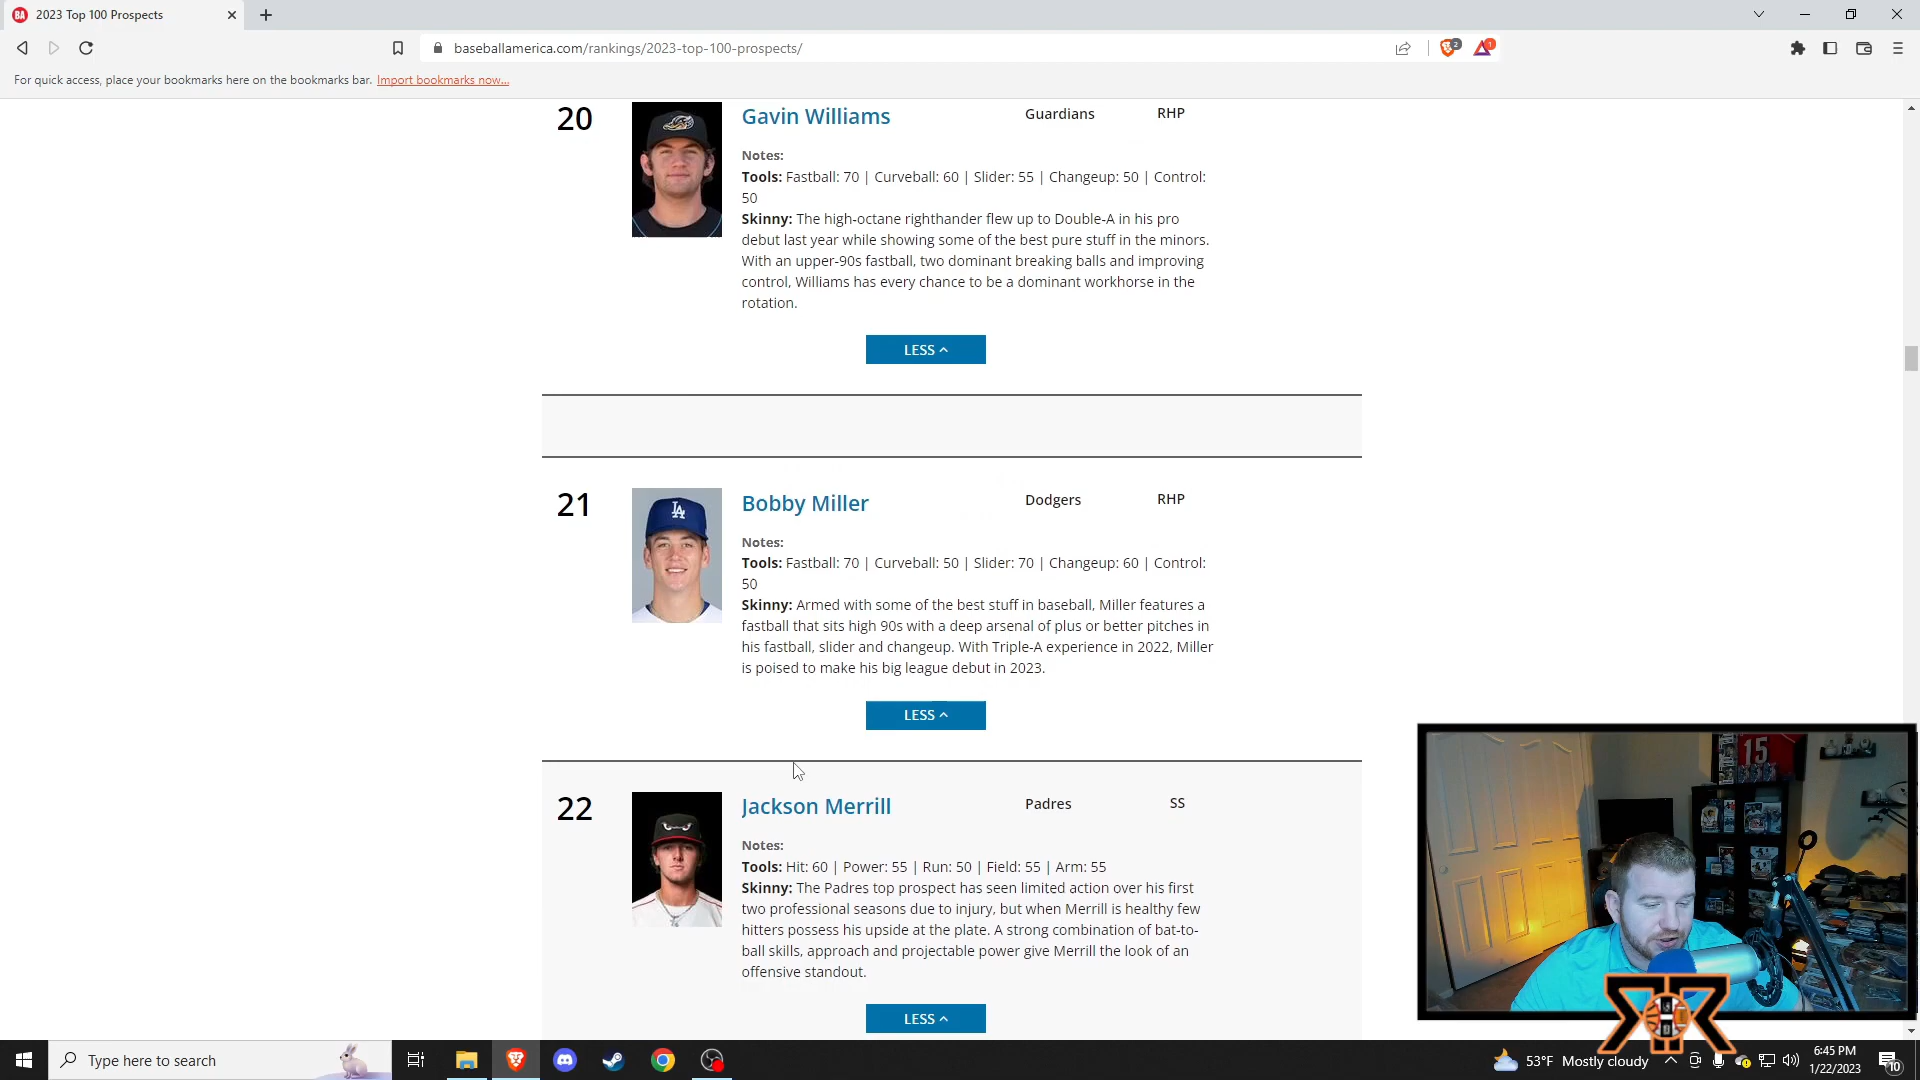 2023 Top 100 Prospects
baseballamerica.com/rankings/2023-top-100-prospects/
2
1
For quick access, place your bookmarks here on the bookmarks bar. Import bookmarks now...
20
Gavin Williams
Guardians
RHP
Notes:
Tools: Fastball: 70 | Curveball: 60 | Slider: 55 | Changeup: 50 | Control:
50
Skinny: The high-octane righthander flew up to Double-A in his pro
debut last year while showing some of the best pure stuff in the minors.
With an upper-90s fastball, two dominant breaking balls and improving
control, Williams has every chance to be a dominant workhorse in the
rotation.
LESS
21
Bobby Miller
Dodgers
RHP
Notes:
Tools: Fastball: 70 | Curveball: 50 | Slider: 70 | Changeup: 60 | Control:
50
Skinny: Armed with some of the best stuff in baseball, Miller features a
fastball that sits high 90s with a deep arsenal of plus or better pitches in
his fastball, slider and changeup. With Triple-A experience in 2022, Miller
is poised to make his big league debut in 2023.
LESS
22
Jackson Merrill
Padres
SS
Notes:
Tools: Hit: 60 | Power: 55 | Run: 50 | Field: 55 | Arm: 55
Skinny: The Padres top prospect has seen limited action over his first
two professional seasons due to injury, but when Merrill is healthy few
hitters possess his upside at the plate. A strong combination of bat-to-
ball skills, approach and projectable power give Merrill the look of an
offensive standout.
LESS
BA
LA
15
Type here to search
53°F Mostly cloudy
6:45 PM
1/22/2023
10